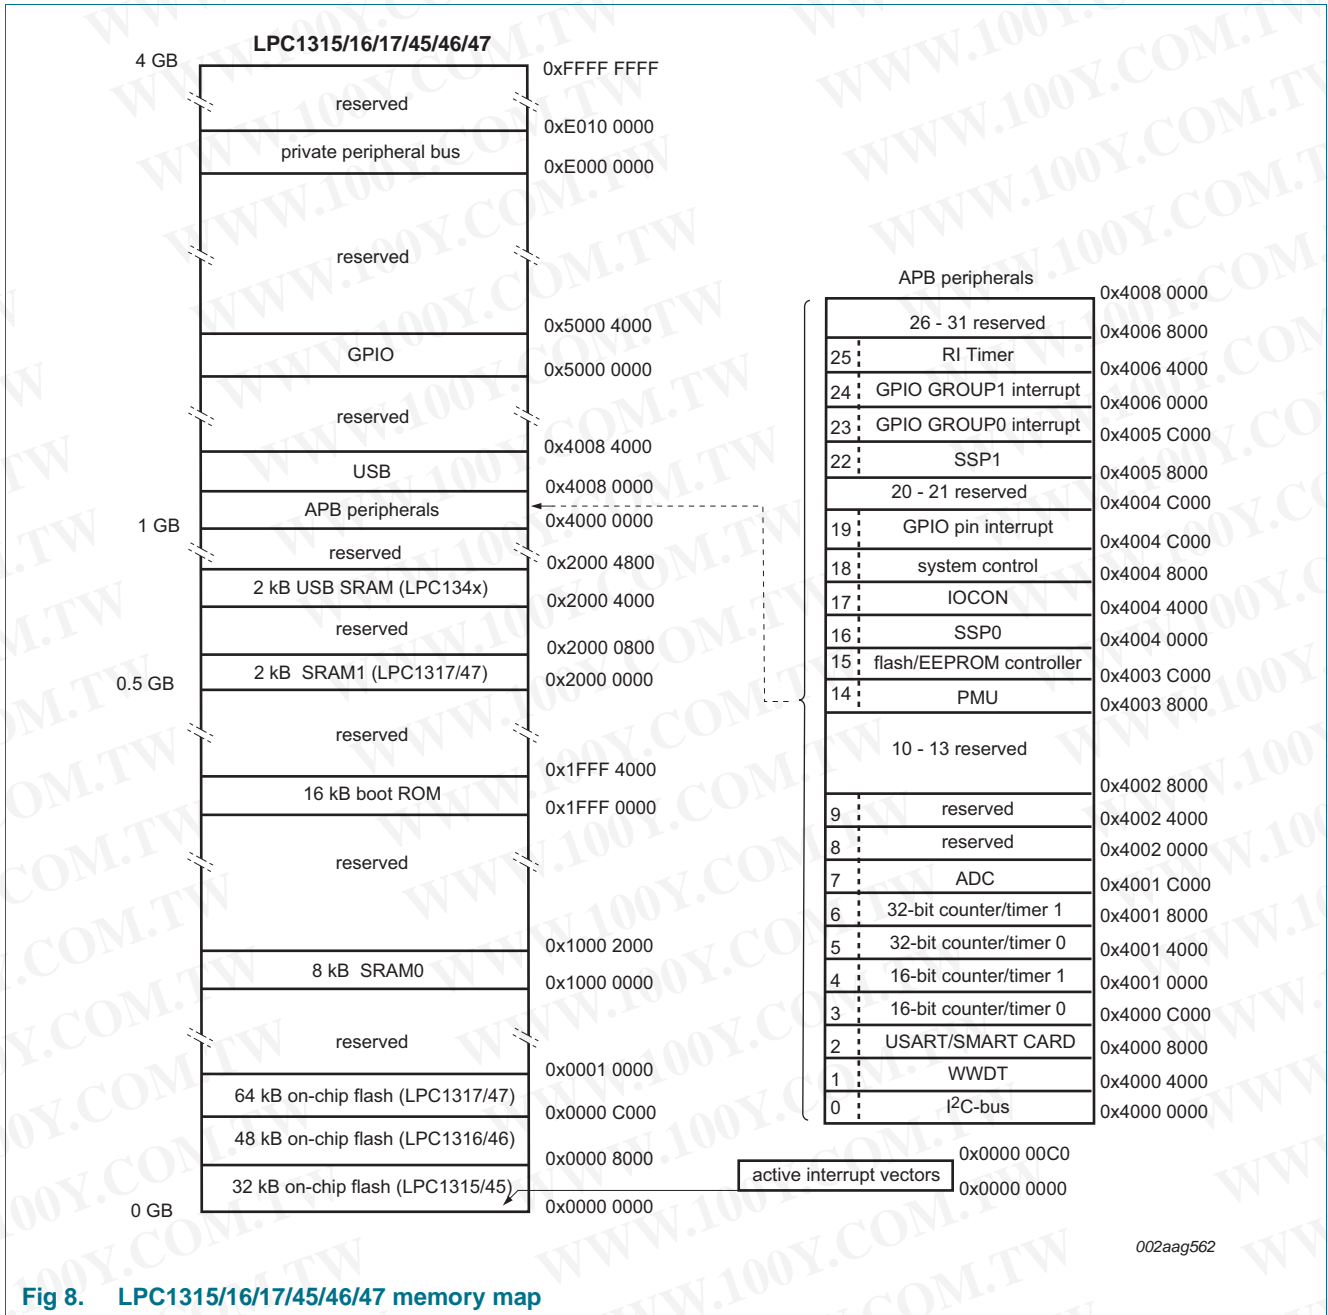 LPC1315/16/17/45/46/47
4 GB
0xFFFF FFFF
reserved
0xE010 0000
private peripheral bus
0xE000 0000
reserved
0x5000 4000
GPIO
0x5000 0000
reserved
0x4008 4000
USB
0x4008 0000
APB peripherals
1 GB
0x4000 0000
reserved
0x2000 4800
2 kB USB SRAM (LPC134x)
0x2000 4000
reserved
0x2000 0800
2 kB SRAM1 (LPC1317/47)
0.5 GB
0x2000 0000
reserved
0x1FFF 4000
16 kB boot ROM
0x1FFF 0000
reserved
0x1000 2000
8 kB SRAM0
0x1000 0000
reserved
0x0001 0000
64 kB on-chip flash (LPC1317/47)
0x0000 C000
48 kB on-chip flash (LPC1316/46)
0x0000 8000
32 kB on-chip flash (LPC1315/45)
0 GB
0x0000 0000
APB peripherals
0x4008 0000
26 - 31 reserved
0x4006 8000
25 RI Timer
0x4006 4000
24 GPIO GROUP1 interrupt
0x4006 0000
23 GPIO GROUP0 interrupt
0x4005 C000
22 SSP1
0x4005 8000
20 - 21 reserved
0x4004 C000
19 GPIO pin interrupt
0x4004 C000
18 system control
0x4004 8000
17 IOCON
0x4004 4000
16 SSP0
0x4004 0000
15 flash/EEPROM controller
0x4003 C000
14 PMU
0x4003 8000
10 - 13 reserved
0x4002 8000
9 reserved
0x4002 4000
8 reserved
0x4002 0000
7 ADC
0x4001 C000
6 32-bit counter/timer 1
0x4001 8000
5 32-bit counter/timer 0
0x4001 4000
4 16-bit counter/timer 1
0x4001 0000
3 16-bit counter/timer 0
0x4000 C000
2 USART/SMART CARD
0x4000 8000
1 WWDT
0x4000 4000
0 I2C-bus
0x4000 0000
0x0000 00C0
active interrupt vectors
0x0000 0000
002aag562
Fig 8. LPC1315/16/17/45/46/47 memory map
WWW.100Y.COM.TW